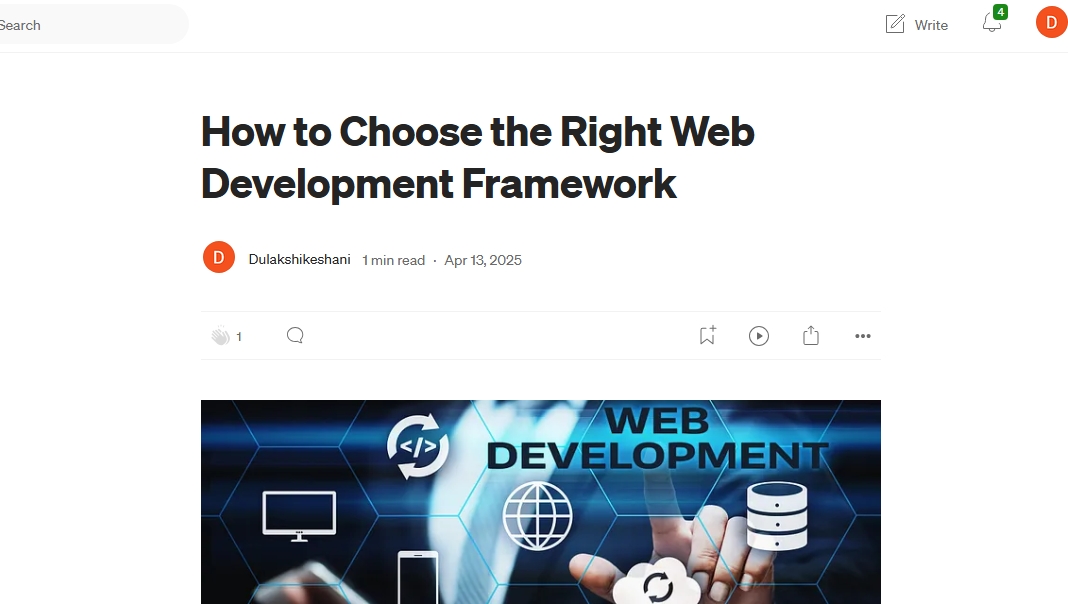 Search
Write
4
D
How to Choose the Right Web
Development Framework
D
Dulakshikeshani 1 min read · Apr 13, 2025
1
WEB
DEVELOPMENT
</>